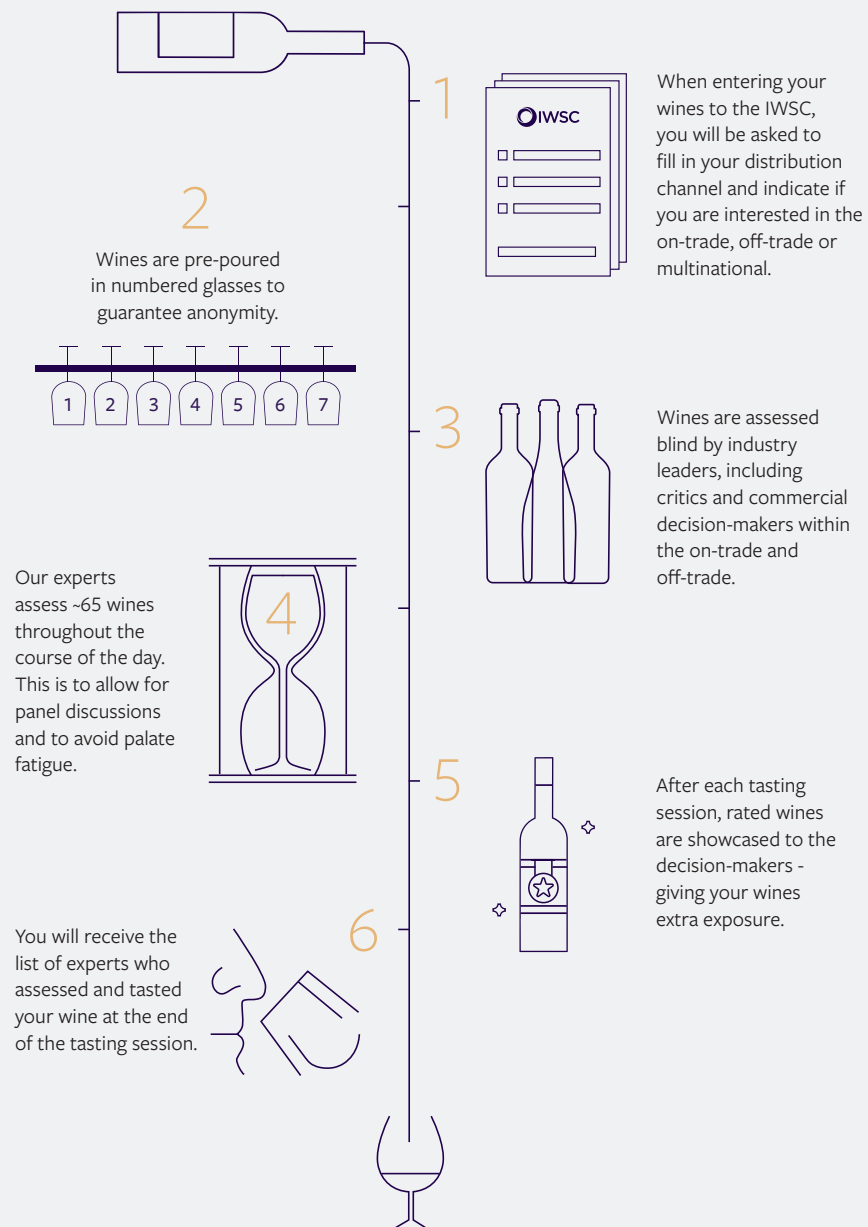 1
IWSC
When entering your
wines to the IWSC,
you will be asked to
fill in your distribution
channel and indicate if
you are interested in the
on-trade, off-trade or
multinational.
2
Wines are pre-poured
in numbered glasses to
guarantee anonymity.
1 2 3 4 5 6 7
3
Wines are assessed
blind by industry
leaders, including
critics and commercial
decision-makers within
the on-trade and
off-trade.
4
Our experts
assess ~65 wines
throughout the
course of the day.
This is to allow for
panel discussions
and to avoid palate
fatigue.
5
After each tasting
session, rated wines
are showcased to the
decision-makers -
giving your wines
extra exposure.
6
You will receive the
list of experts who
assessed and tasted
your wine at the end
of the tasting session.